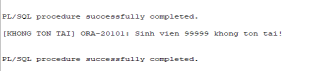 PL/SQL procedure successfully completed.
[KHONG TON TAI] ORA-20101: Sinh vien 99999 khong ton tai!
PL/SQL procedure successfully completed.